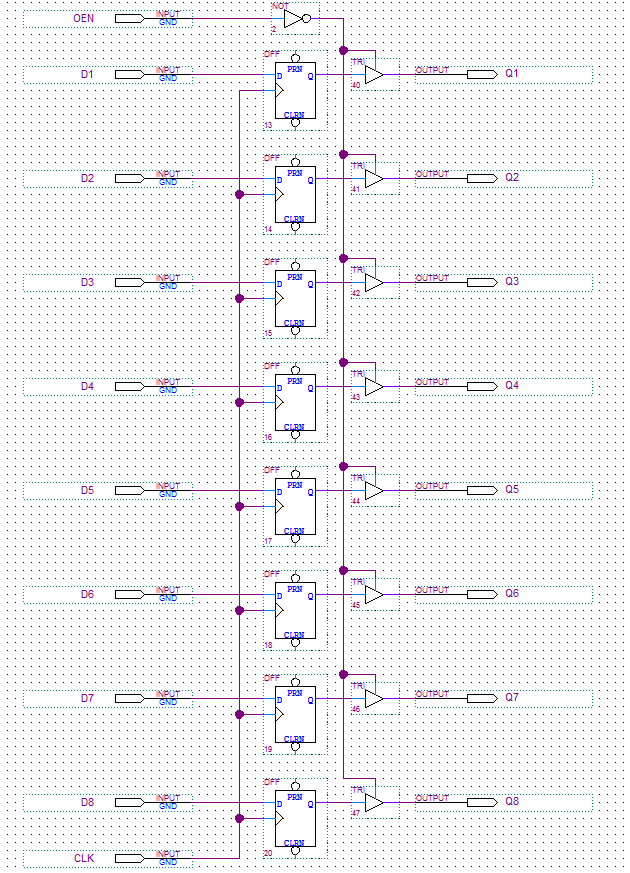 NOT
OEN INPUT
GND
2
DFF
PRN TRI
D1 INPUT D Q OUTPUT Q1
GND
40
CLRN
13
DFF
PRN TRI
D2 INPUT D Q OUTPUT Q2
GND
41
CLRN
14
DFF
PRN TRI
D3 INPUT D Q OUTPUT Q3
GND
42
CLRN
15
DFF
PRN TRI
D4 INPUT D Q OUTPUT Q4
GND
43
CLRN
16
DFF
PRN TRI
D5 INPUT D Q OUTPUT Q5
GND
44
CLRN
17
DFF
PRN TRI
D6 INPUT D Q OUTPUT Q6
GND
45
CLRN
18
DFF
PRN TRI
D7 INPUT D Q OUTPUT Q7
GND
46
CLRN
19
DFF
PRN TRI
D8 INPUT D Q OUTPUT Q8
GND
47
CLRN
20
CLK INPUT
GND